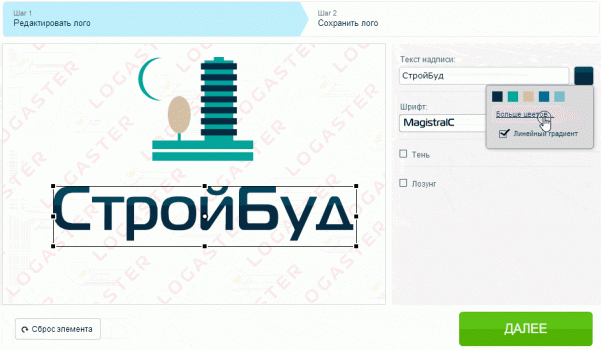 Шаг 1
Редактировать лого
Шаг 2
Сохранить лого
LOGASTER
СтройБуд
Текст надписи:
СтройБуд
Больше цветов
Линейный градиент
Шрифт:
MagistralC
Тень
Лозунг
Сброс элемента
ДАЛЕЕ